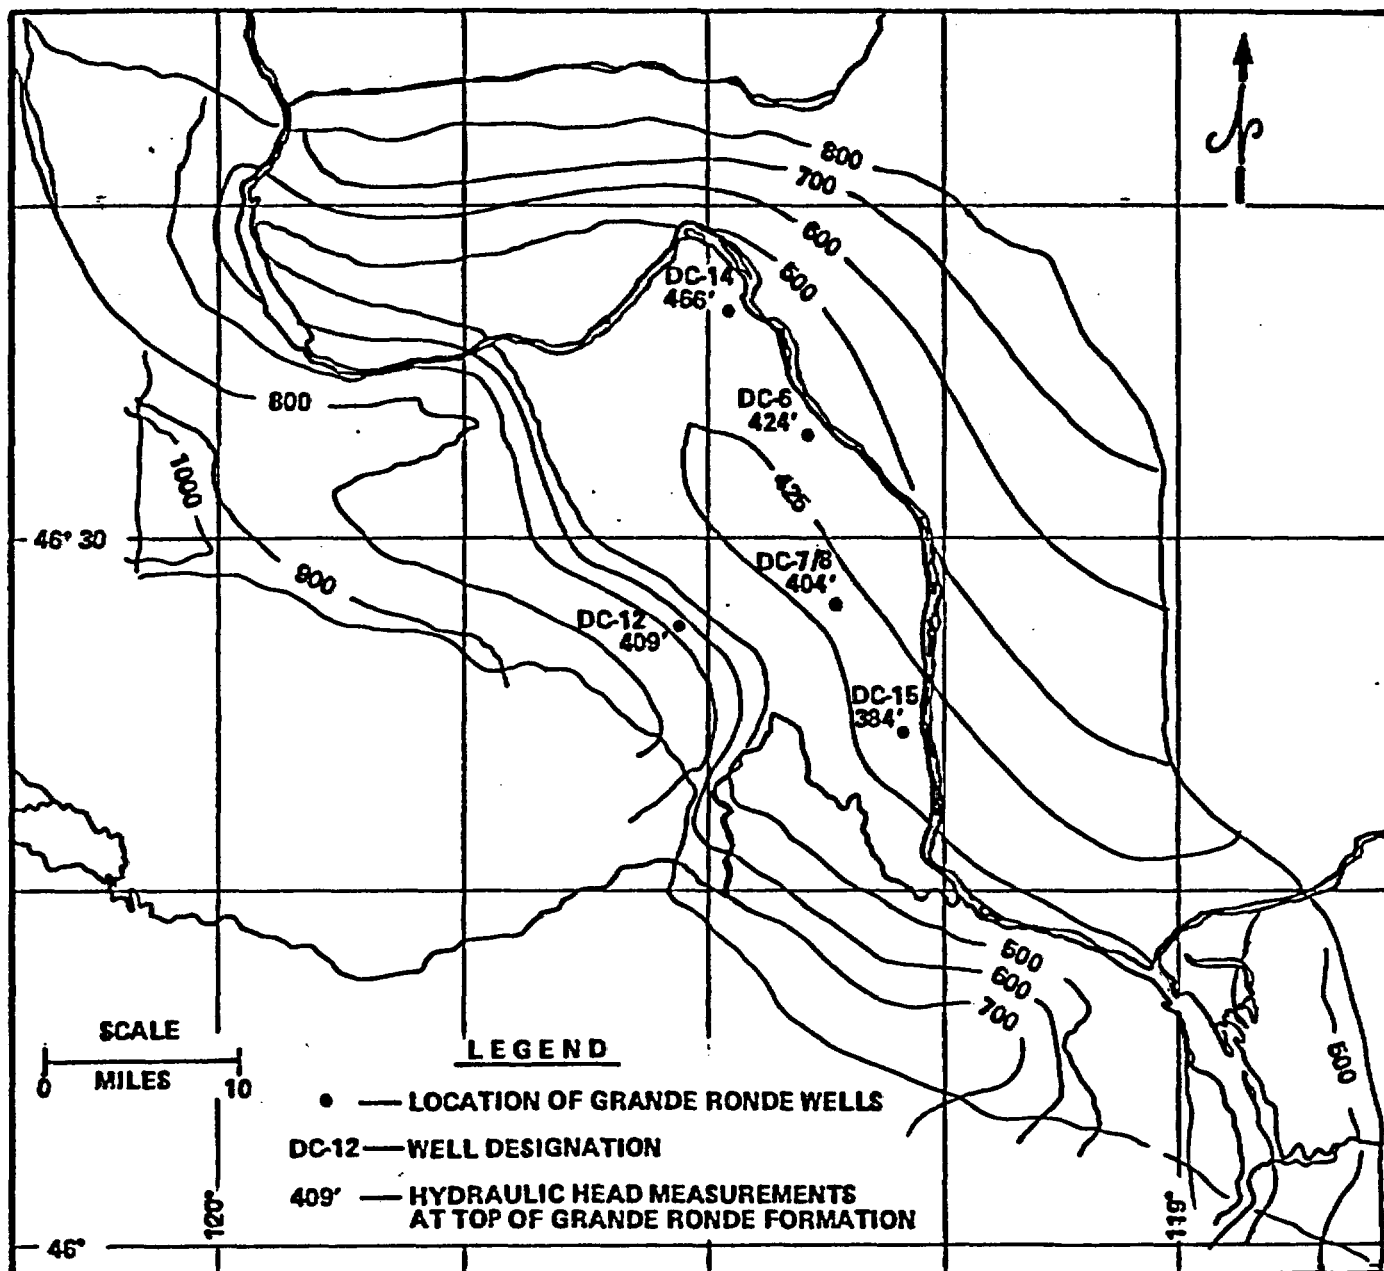 800
700
600
500
DC-14
466'
DC-6
424'
800
425
1000
46° 30
DC-7/8
404'
900
DC-12
409'
DC-15
384'
500
600
700
500
SCALE
0 10
MILES
LEGEND
● — LOCATION OF GRANDE RONDE WELLS
DC-12 — WELL DESIGNATION
409' — HYDRAULIC HEAD MEASUREMENTS
AT TOP OF GRANDE RONDE FORMATION
120°
119°
46°